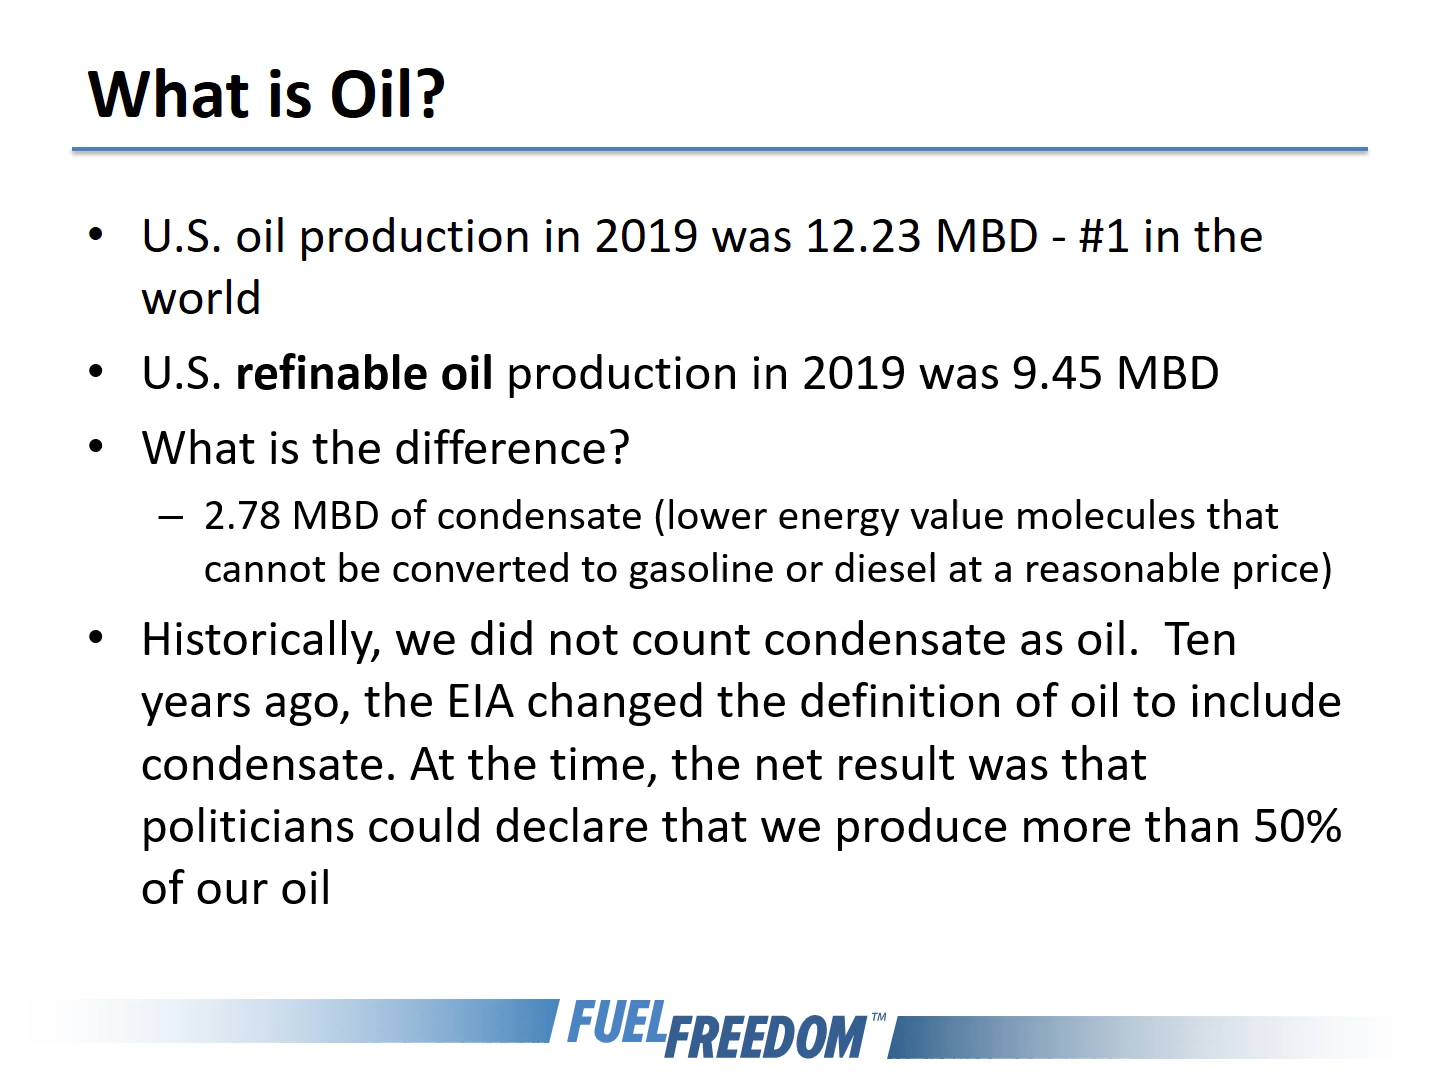 What is Oil?
• U.S. oil production in 2019 was 12.23 MBD - #1 in the
world
• U.S. refinable oil production in 2019 was 9.45 MBD
• What is the difference?
– 2.78 MBD of condensate (lower energy value molecules that
cannot be converted to gasoline or diesel at a reasonable price)
• Historically, we did not count condensate as oil.  Ten
years ago, the EIA changed the definition of oil to include
condensate. At the time, the net result was that
politicians could declare that we produce more than 50%
of our oil
FUEL FREEDOM™